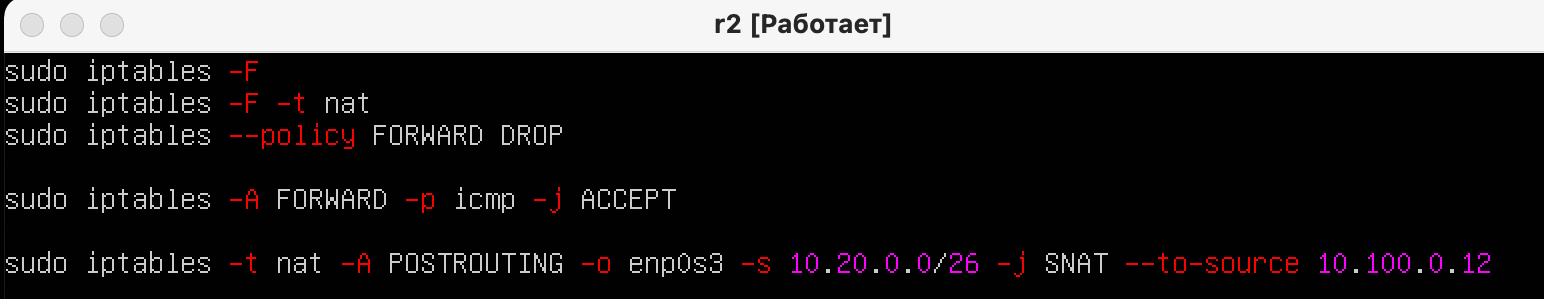 r2 [Работает]
sudo iptables -F
sudo iptables -F -t nat
sudo iptables --policy FORWARD DROP
sudo iptables -A FORWARD -p icmp -j ACCEPT
sudo iptables -t nat -A POSTROUTING -o enp0s3 -s 10.20.0.0/26 -j SNAT --to-source 10.100.0.12